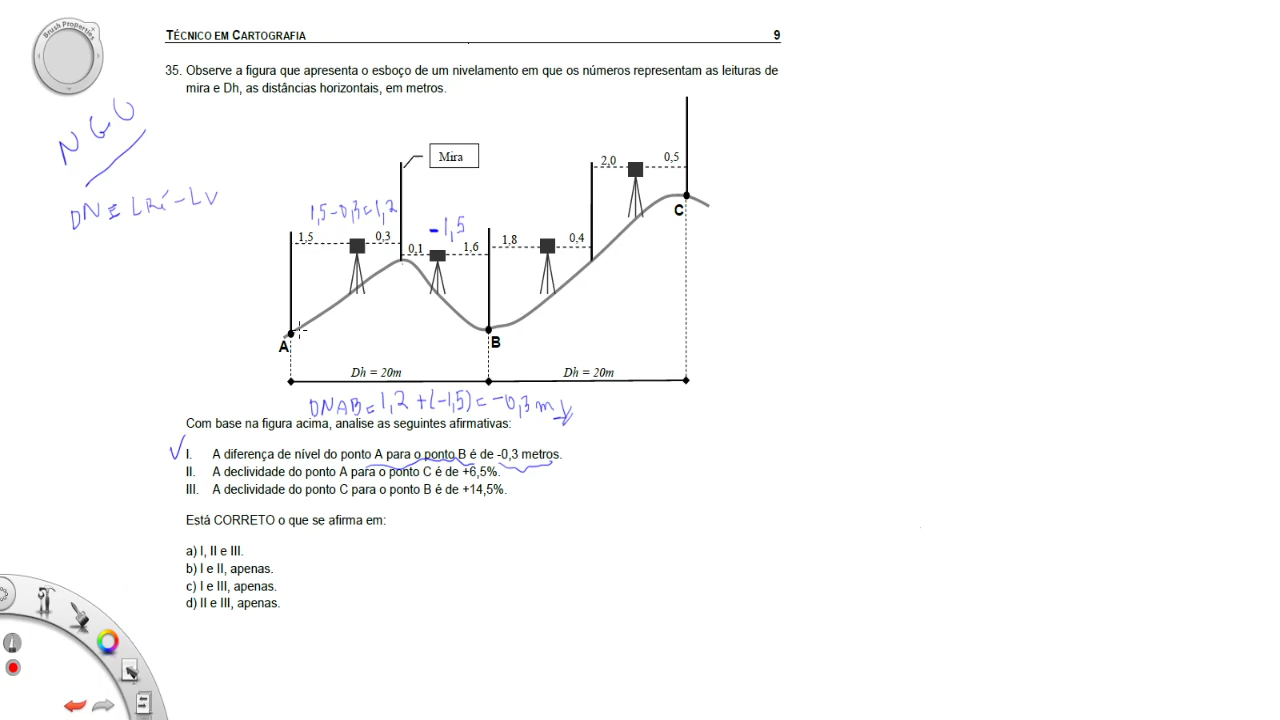 Brush Properties
TÉCNICO EM CARTOGRAFIA 9
35. Observe a figura que apresenta o esboço de um nivelamento em que os números representam as leituras de
mira e Dh, as distâncias horizontais, em metros.
NGU
DN = LRé - LV
Mira
2,0 0,5
C
1,5-0,3=1,2
-1,5
1,5 0,3
0,1 1,6
1,8 0,4
A
B
Dh = 20m Dh = 20m
DNAB = 1,2 + (-1,5) = -0,3 m
Com base na figura acima, analise as seguintes afirmativas:
I. A diferença de nível do ponto A para o ponto B é de -0,3 metros.
II. A declividade do ponto A para o ponto C é de +6,5%.
III. A declividade do ponto C para o ponto B é de +14,5%.
Está CORRETO o que se afirma em:
a) I, II e III.
b) I e II, apenas.
c) I e III, apenas.
d) II e III, apenas.